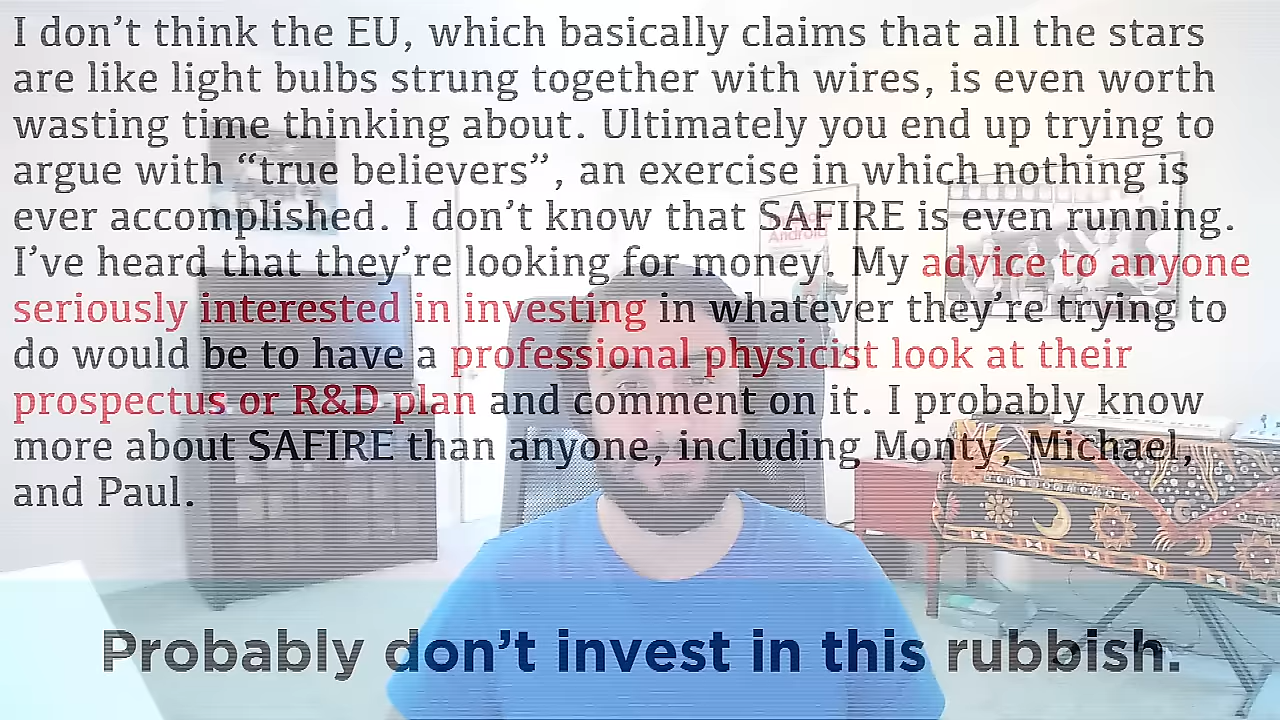 I don’t think the EU, which basically claims that all the stars
are like light bulbs strung together with wires, is even worth
wasting time thinking about. Ultimately you end up trying to
argue with “true believers”, an exercise in which nothing is
ever accomplished. I don’t know that SAFIRE is even running.
I’ve heard that they’re looking for money. My advice to anyone
seriously interested in investing in whatever they’re trying to
do would be to have a professional physicist look at their
prospectus or R&D plan and comment on it. I probably know
more about SAFIRE than anyone, including Monty, Michael,
and Paul.
Android
Probably don’t invest in this rubbish.